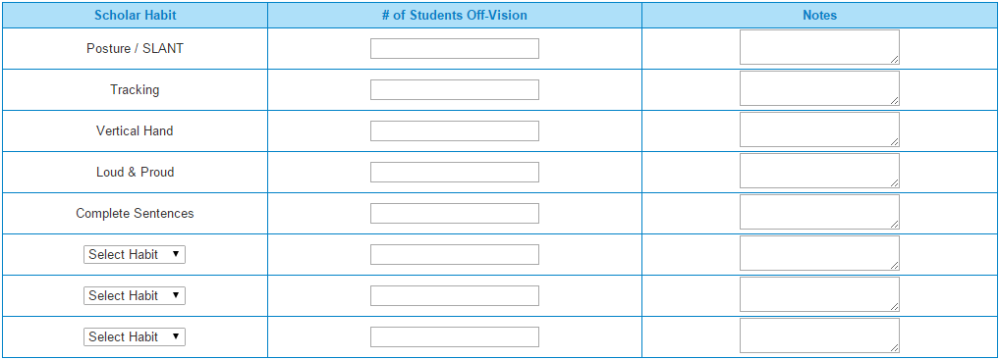 Scholar Habit # of Students Off-Vision Notes
Posture / SLANT
Tracking
Vertical Hand
Loud & Proud
Complete Sentences
Select Habit
Select Habit
Select Habit